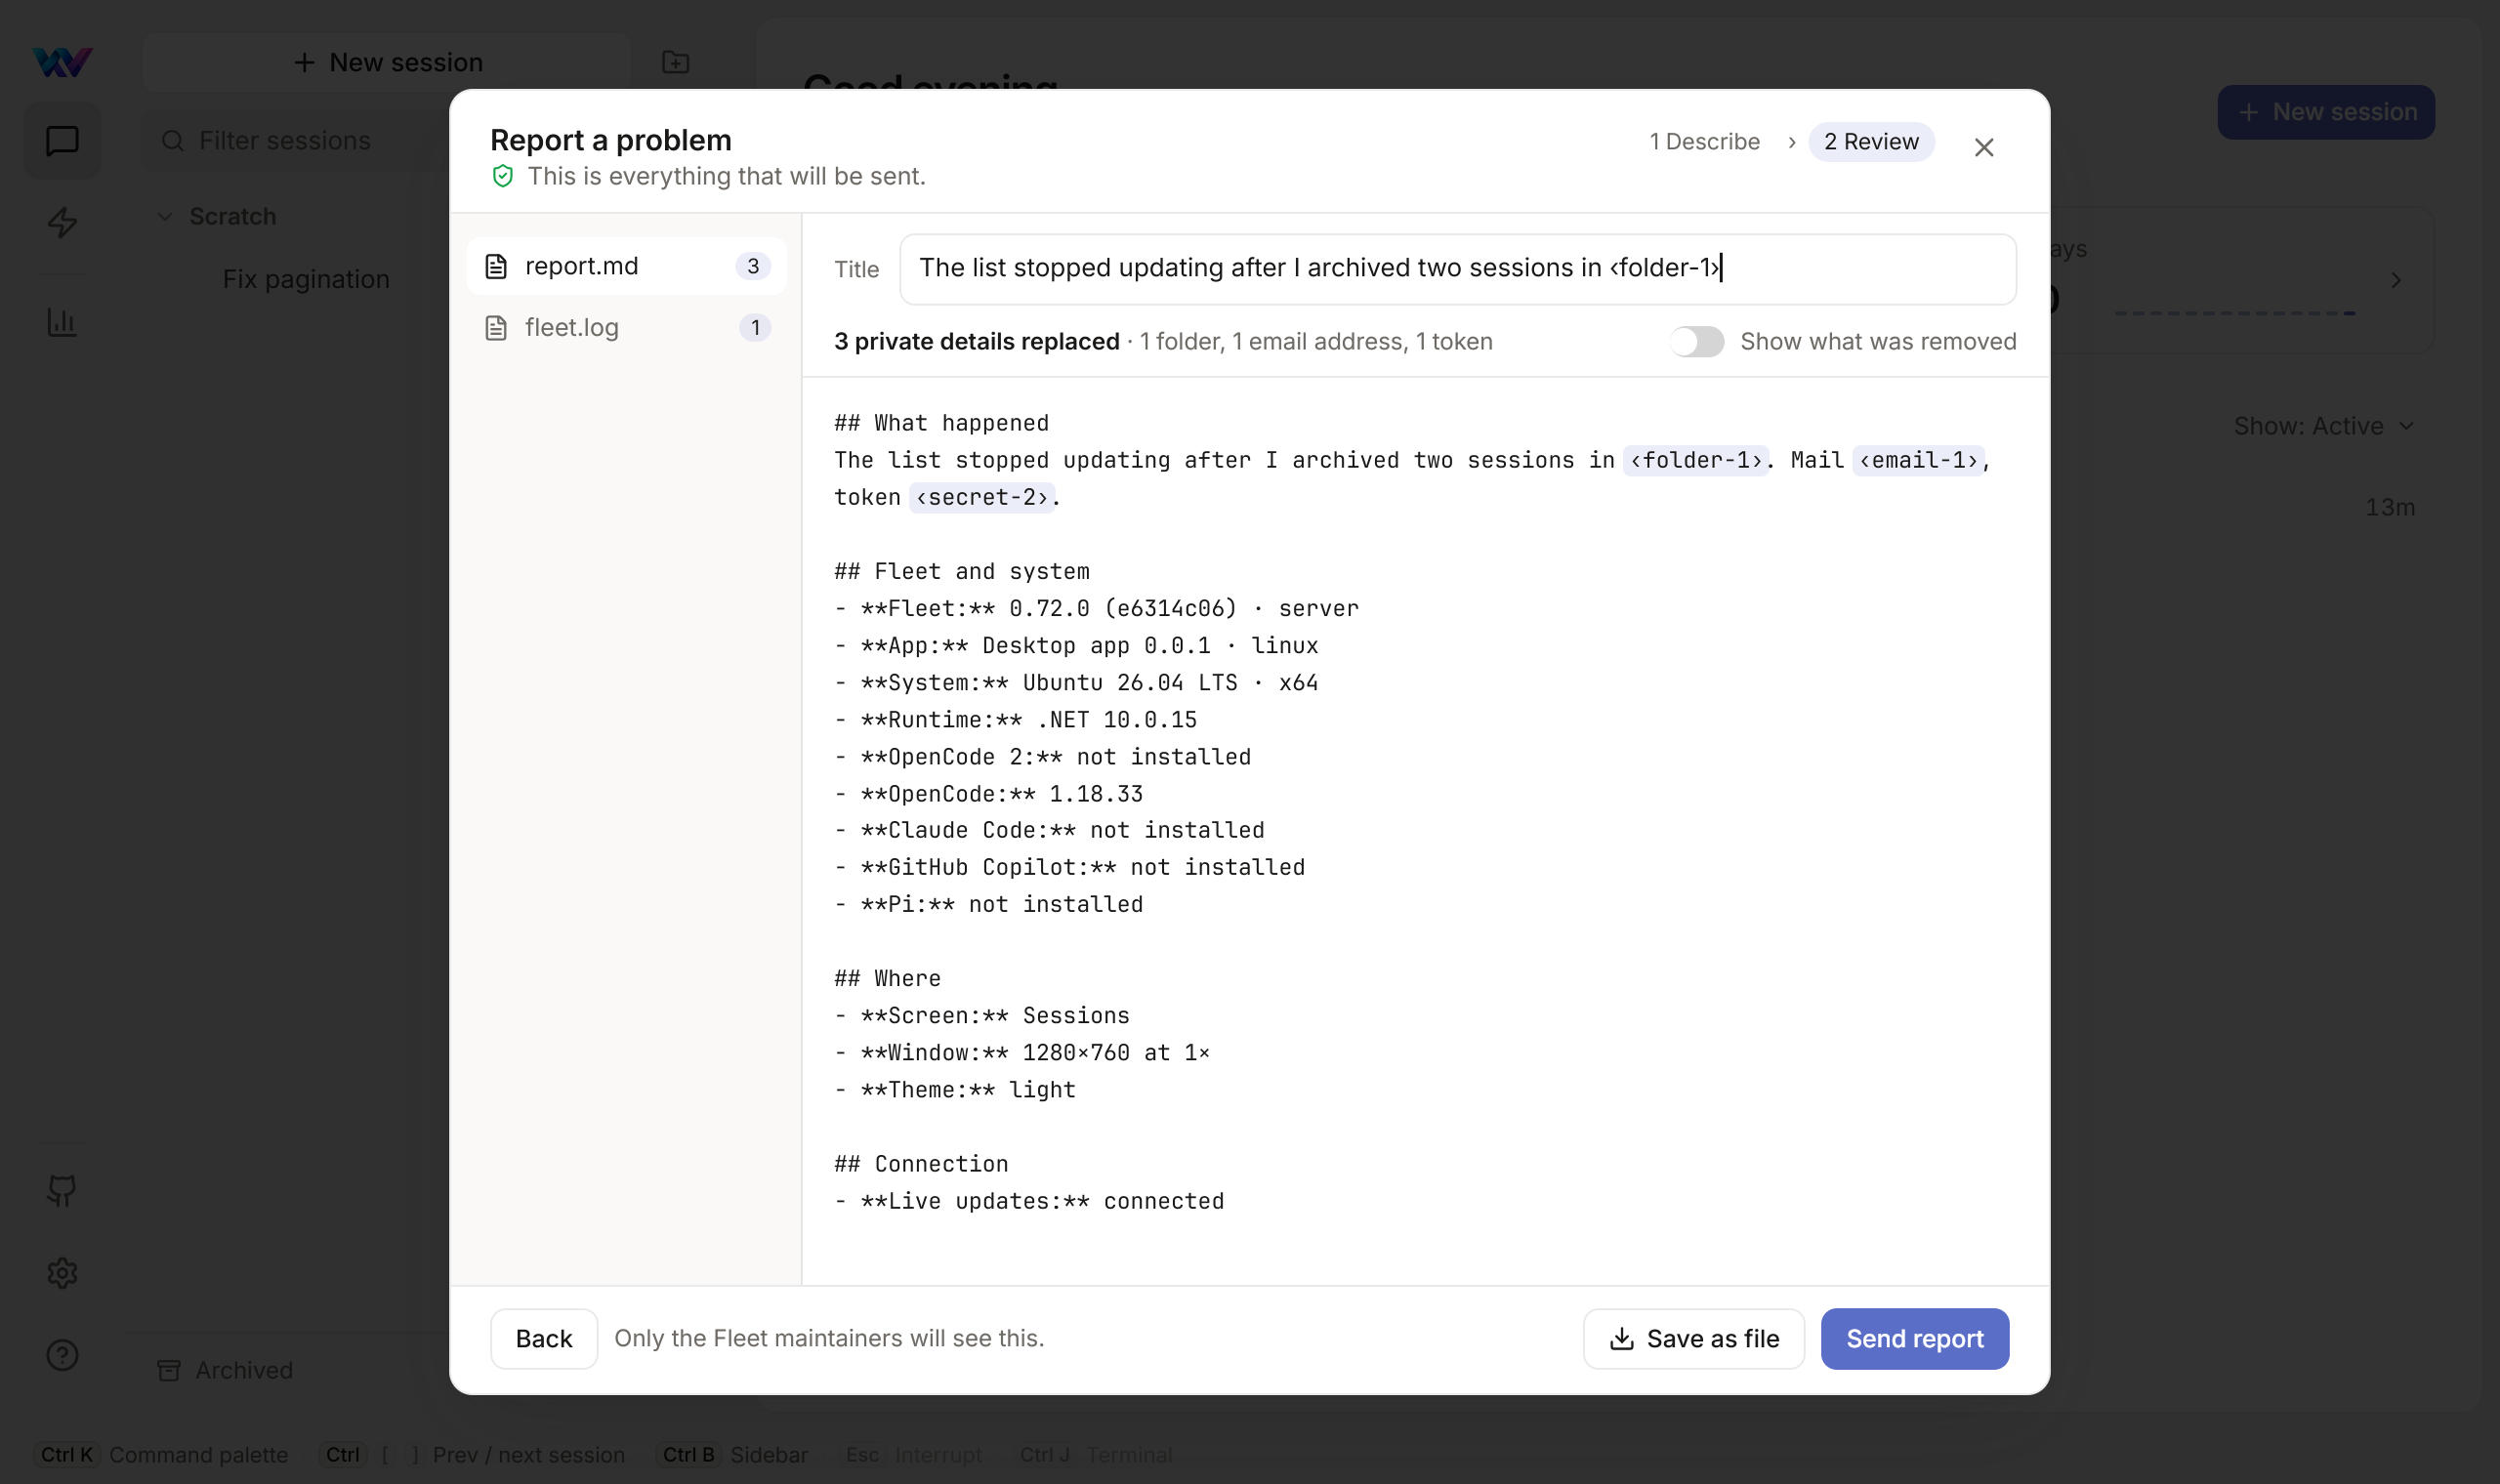 New session
Good evening
New session
Filter sessions
Scratch
Fix pagination
Report a problem
This is everything that will be sent.
1 Describe › 2 Review
report.md 3
fleet.log 1
Title The list stopped updating after I archived two sessions in ‹folder-1›
3 private details replaced · 1 folder, 1 email address, 1 token
Show what was removed
## What happened
The list stopped updating after I archived two sessions in ‹folder-1›. Mail ‹email-1›,
token ‹secret-2›.
## Fleet and system
- **Fleet:** 0.72.0 (e6314c06) · server
- **App:** Desktop app 0.0.1 · linux
- **System:** Ubuntu 26.04 LTS · x64
- **Runtime:** .NET 10.0.15
- **OpenCode 2:** not installed
- **OpenCode:** 1.18.33
- **Claude Code:** not installed
- **GitHub Copilot:** not installed
- **Pi:** not installed
## Where
- **Screen:** Sessions
- **Window:** 1280×760 at 1×
- **Theme:** light
## Connection
- **Live updates:** connected
Back
Only the Fleet maintainers will see this.
Save as file
Send report
ays
Show: Active
13m
Archived
Ctrl K Command palette Ctrl [ ] Prev / next session Ctrl B Sidebar Esc Interrupt Ctrl J Terminal